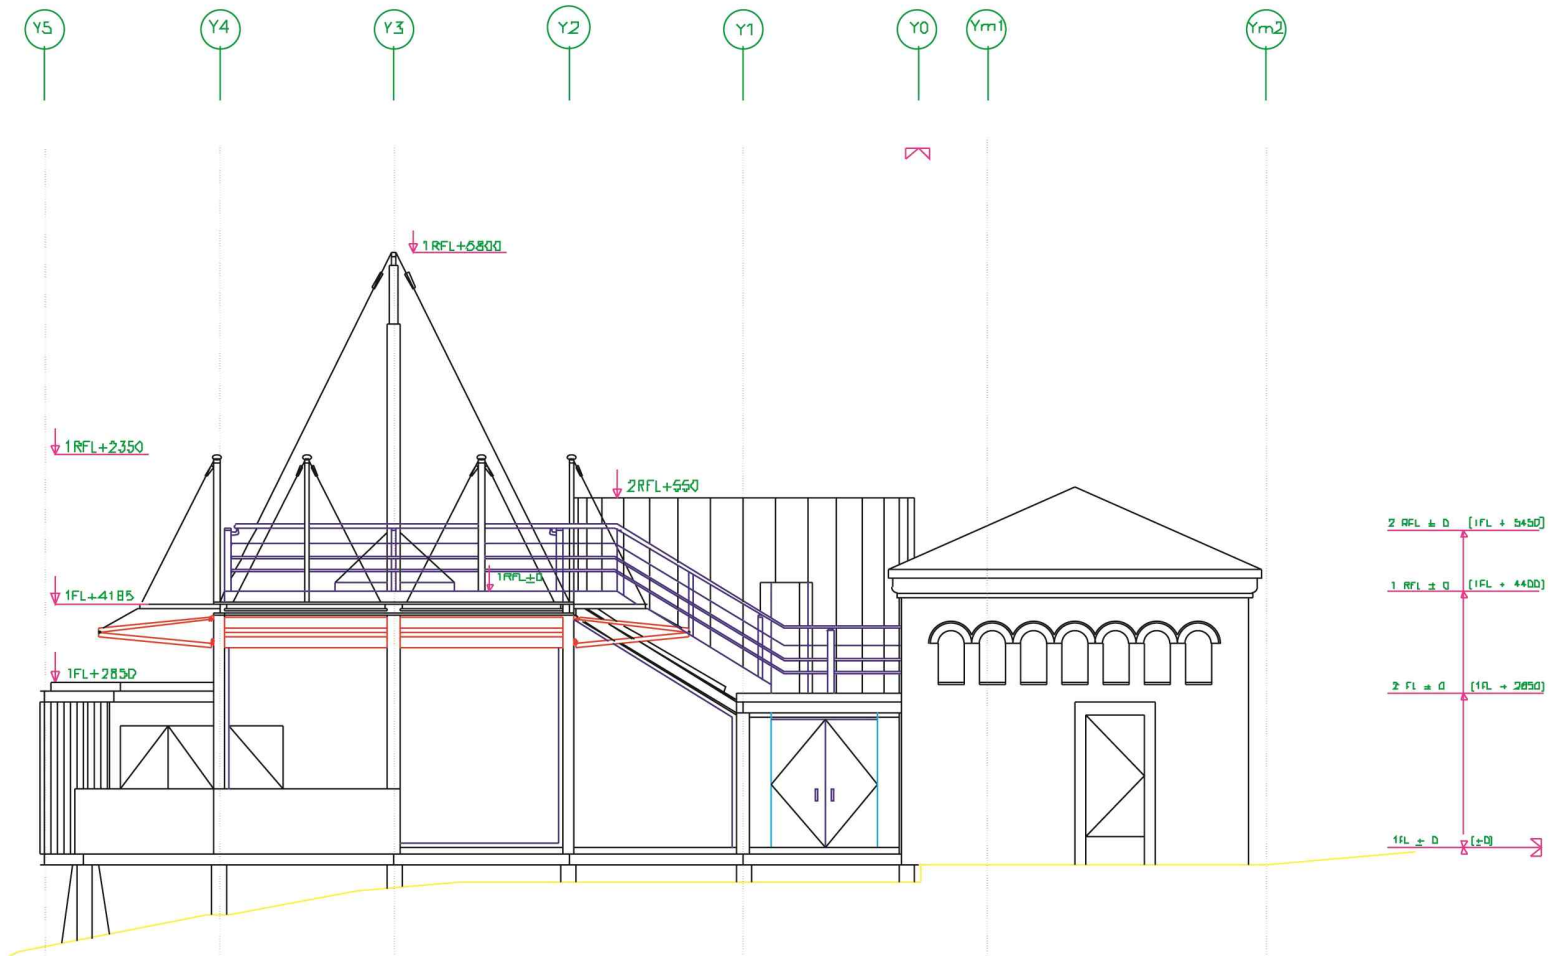 Y5 Y4 Y3 Y2 Y1 Y0 Ym1 Ym2
1RFL+5800
1RFL+2350
2RFL+550
2 RFL ± 0 [1FL + 5450]
1RFL±0
1 RFL ± 0 [1FL + 4400]
1FL+4185
1FL+2850
2 FL ± 0 [1FL + 2850]
1FL ± 0 [±0]